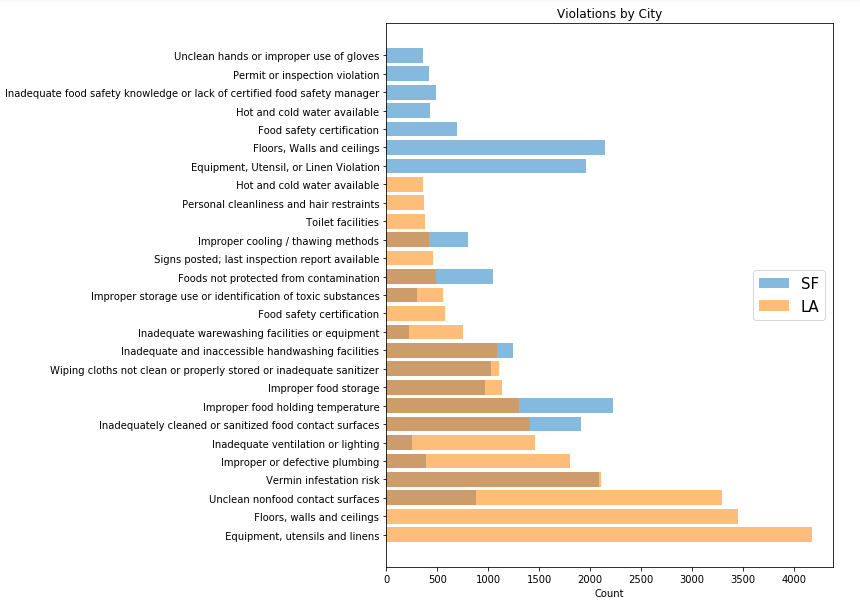 Violations by City
Unclean hands or improper use of gloves
Permit or inspection violation
Inadequate food safety knowledge or lack of certified food safety manager
Hot and cold water available
Food safety certification
Floors, Walls and ceilings
Equipment, Utensil, or Linen Violation
Hot and cold water available
Personal cleanliness and hair restraints
Toilet facilities
Improper cooling / thawing methods
Signs posted; last inspection report available
Foods not protected from contamination
Improper storage use or identification of toxic substances
Food safety certification
Inadequate warewashing facilities or equipment
Inadequate and inaccessible handwashing facilities
Wiping cloths not clean or properly stored or inadequate sanitizer
Improper food storage
Improper food holding temperature
Inadequately cleaned or sanitized food contact surfaces
Inadequate ventilation or lighting
Improper or defective plumbing
Vermin infestation risk
Unclean nonfood contact surfaces
Floors, walls and ceilings
Equipment, utensils and linens
SF
LA
0 500 1000 1500 2000 2500 3000 3500 4000
Count